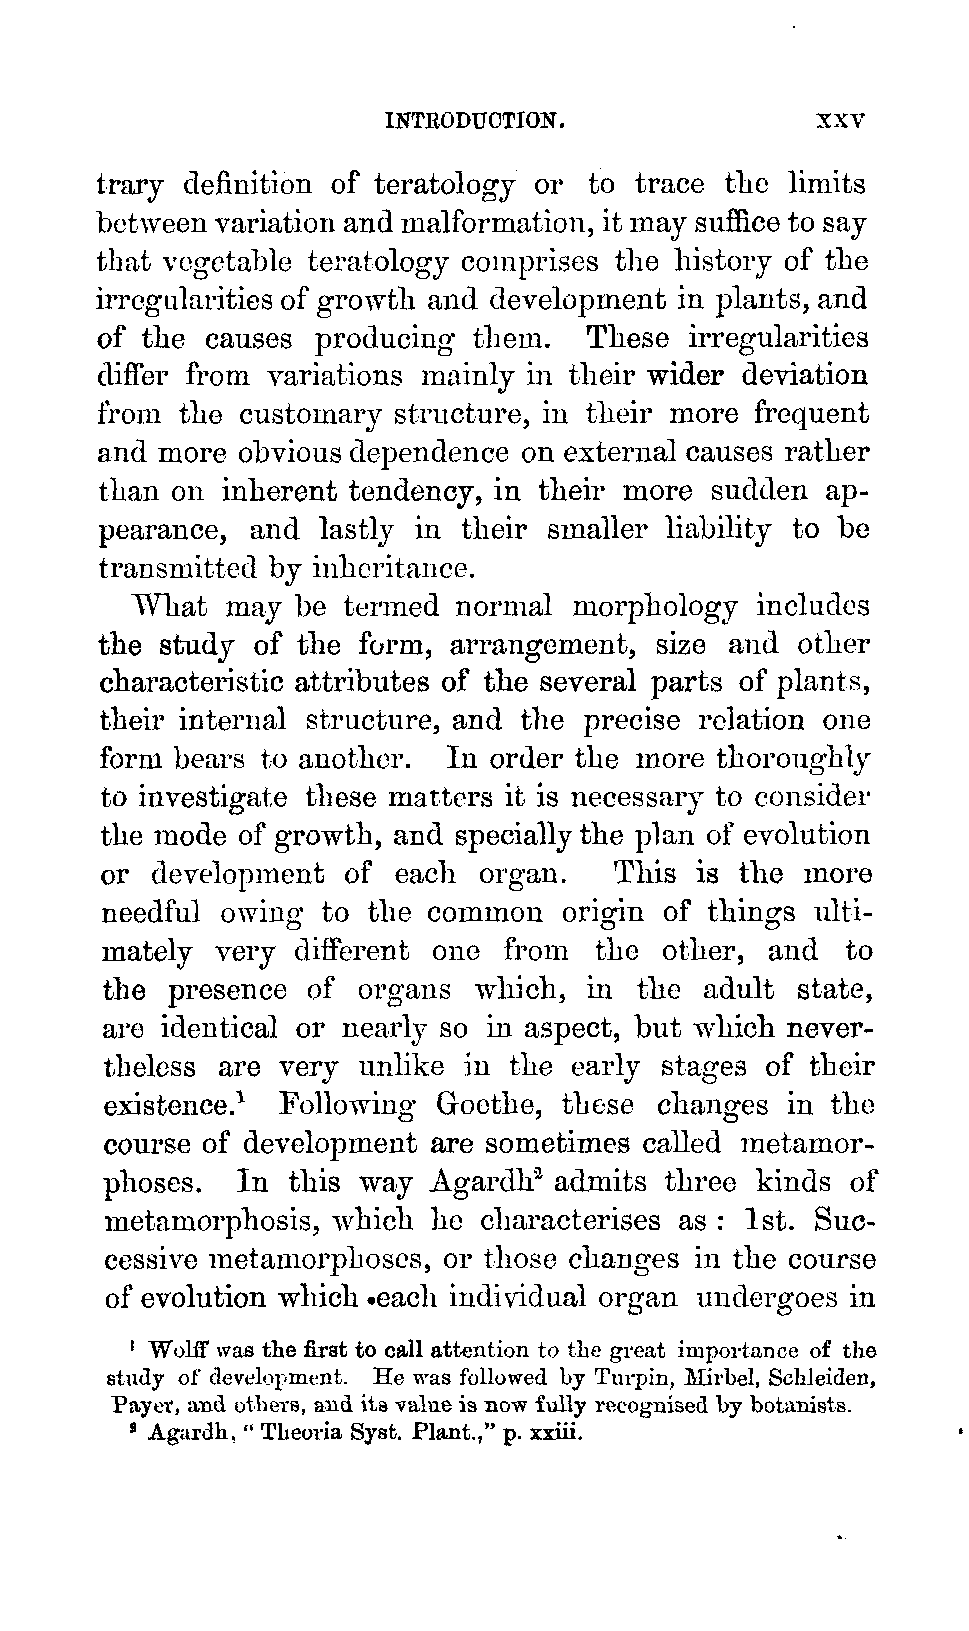 INTRODUCTION. XXV
trary definition of teratology or to trace the limits
between variation and malformation, it may suffice to say
that vegetable teratology comprises the history of the
irregularities of growth and development in plants, and
of the causes producing them. These irregularities
differ from variations mainly in their wider deviation
from the customary structure, in their more frequent
and more obvious dependence on external causes rather
than on inherent tendency, in their more sudden ap-
pearance, and lastly in their smaller liability to be
transmitted by inheritance.
What may be termed normal morphology includes
the study of the form, arrangement, size and other
characteristic attributes of the several parts of plants,
their internal structure, and the precise relation one
form bears to another. In order the more thoroughly
to investigate these matters it is necessary to consider
the mode of growth, and specially the plan of evolution
or development of each organ. This is the more
needful owing to the common origin of things ulti-
mately very different one from the other, and to
the presence of organs which, in the adult state,
are identical or nearly so in aspect, but which never-
theless are very unlike in the early stages of their
existence.¹ Following Goethe, these changes in the
course of development are sometimes called metamor-
phoses. In this way Agardh² admits three kinds of
metamorphosis, which he characterises as : 1st. Suc-
cessive metamorphoses, or those changes in the course
of evolution which each individual organ undergoes in
¹ Wolff was the first to call attention to the great importance of the
study of development. He was followed by Turpin, Mirbel, Schleiden,
Payer, and others, and its value is now fully recognised by botanists.
² Agardh, "Theoria Syst. Plant.," p. xxiii.